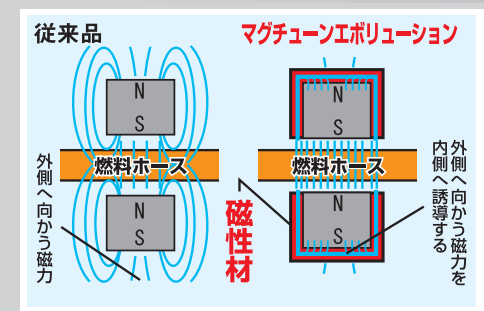 従来品
マグチューンエボリューション
N
S
燃料ホース
N
S
外側へ向かう磁力
N
S
燃料ホース
N
S
磁性材
外側へ向かう磁力を
内側へ誘導する